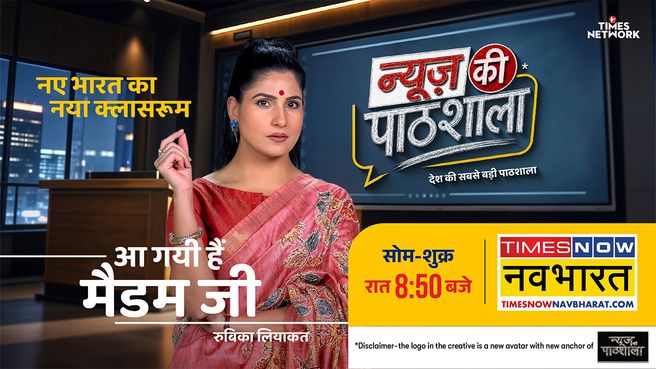 TIMES
NETWORK
नए भारत का
नया क्लासरूम
न्यूज़ की *
पाठशाला
देश की सबसे बड़ी पाठशाला
आ गयी हैं
मैडम जी
रुबिका लियाकत
सोम-शुक्र
रात 8:50 बजे
TIMES NOW
नवभारत
TIMESNOWNAVBHARAT.COM
*Disclaimer-the logo in the creative is a new avatar with new anchor of
न्यूज़ की
पाठशाला